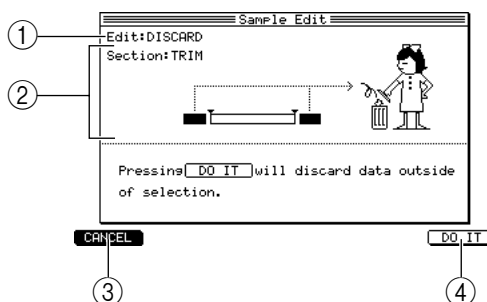 Sample Edit
① Edit:DISCARD
② Section:TRIM
Pressing DO IT will discard data outside
of selection.
CANCEL DO IT
③ ④